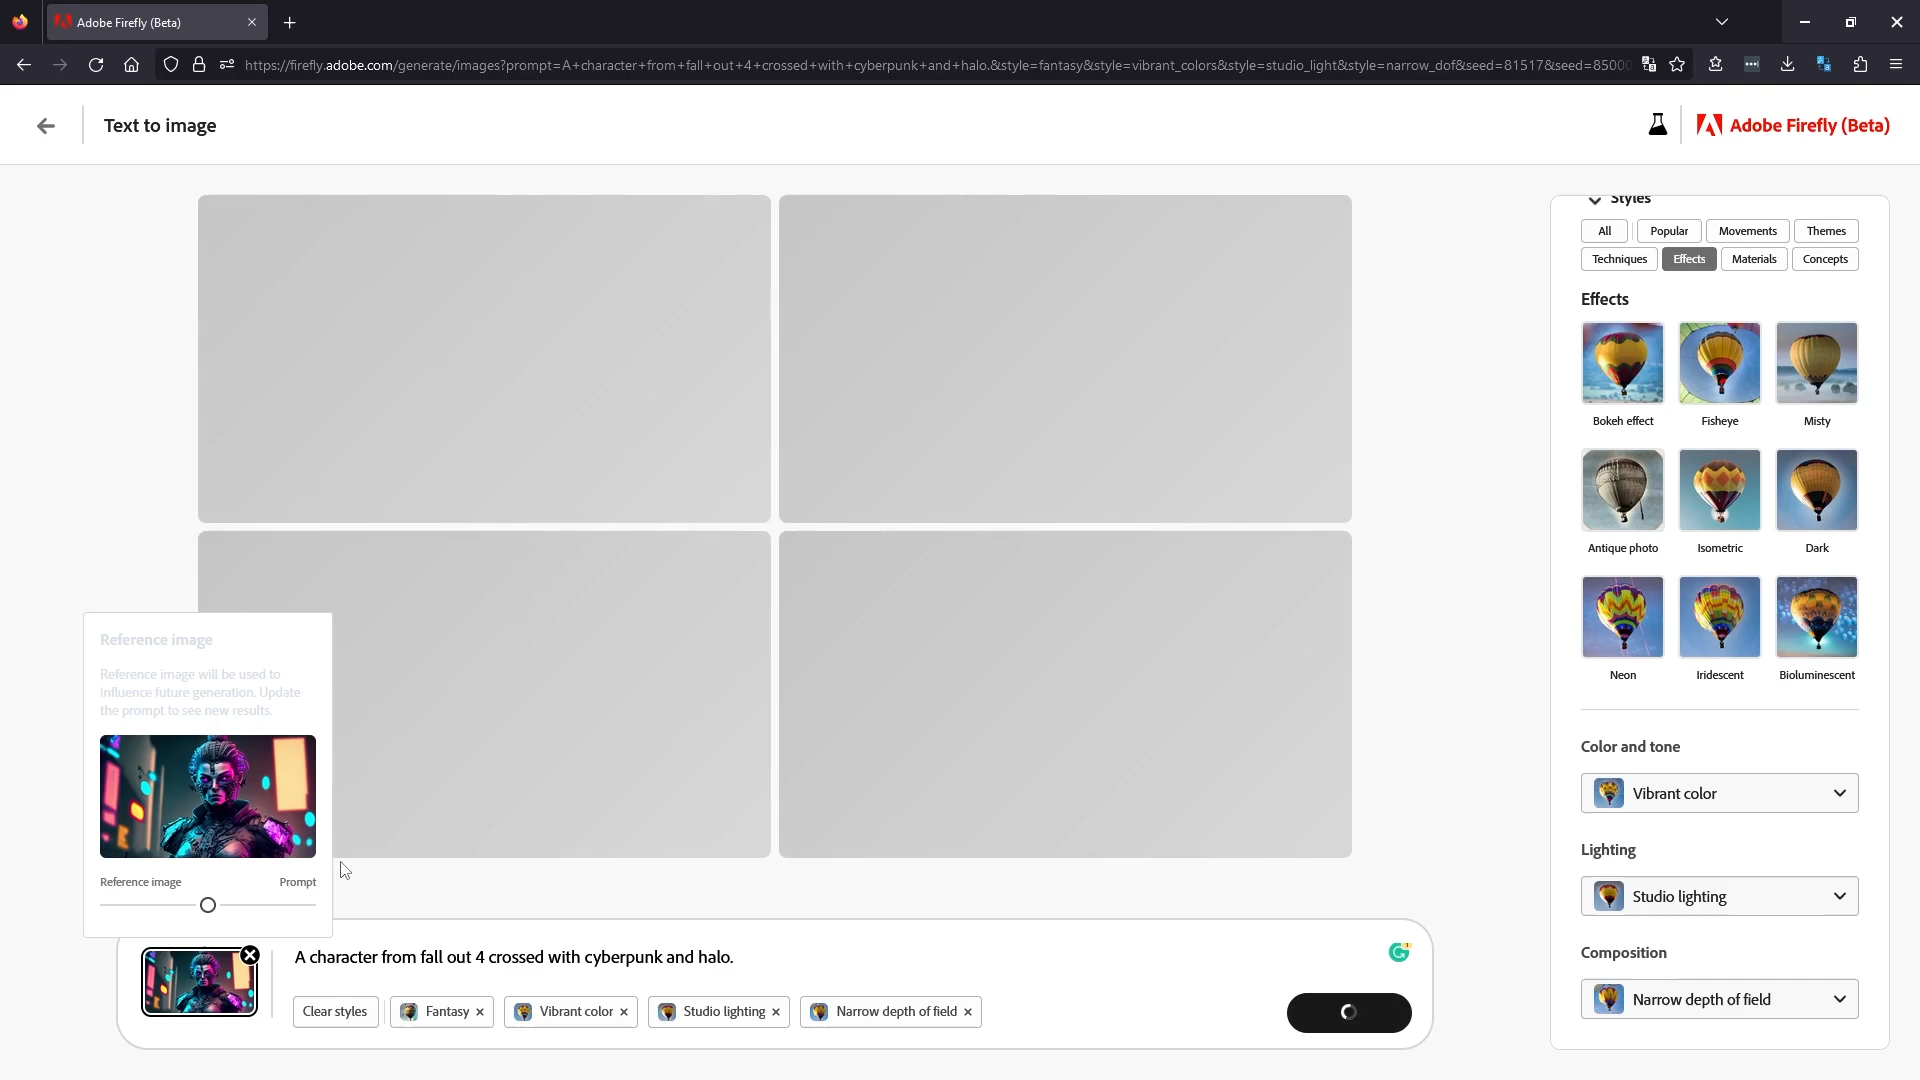 Adobe Firefly (Beta)
https://firefly.adobe.com/generate/images?prompt=A+character+from+fall+out+4+crossed+with+cyberpunk+and+halo.&style=fantasy&style=vibrant_colors&style=studio_light&style=narrow_dof&seed=81517&seed=85000
Text to image
Adobe Firefly (Beta)
Styles
All
Popular
Movements
Themes
Techniques
Effects
Materials
Concepts
Effects
Bokeh effect
Fisheye
Misty
Antique photo
Isometric
Dark
Neon
Iridescent
Bioluminescent
Color and tone
Vibrant color
Lighting
Studio lighting
Composition
Narrow depth of field
Reference image
Reference image will be used to
influence future generation. Update
the prompt to see new results.
Reference image
Prompt
A character from fall out 4 crossed with cyberpunk and halo.
Clear styles
Fantasy
Vibrant color
Studio lighting
Narrow depth of field